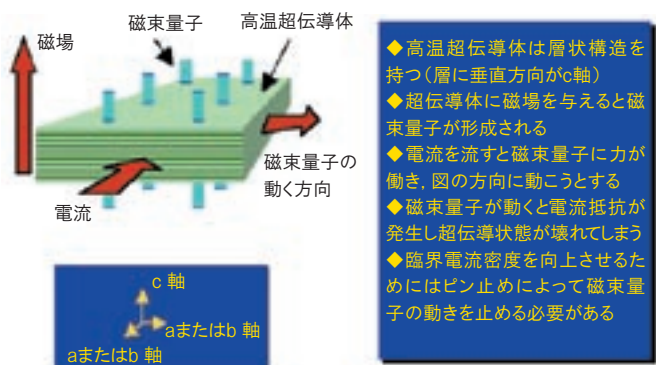 磁場
磁束量子
高温超伝導体
磁束量子の
動く方向
電流
c 軸
aまたはb 軸
aまたはb 軸
◆高温超伝導体は層状構造を
持つ（層に垂直方向がc軸）
◆超伝導体に磁場を与えると磁
束量子が形成される
◆電流を流すと磁束量子に力が
働き, 図の方向に動こうとする
◆磁束量子が動くと電流抵抗が
発生し超伝導状態が壊れてしまう
◆臨界電流密度を向上させるた
めにはピン止めによって磁束量
子の動きを止める必要がある